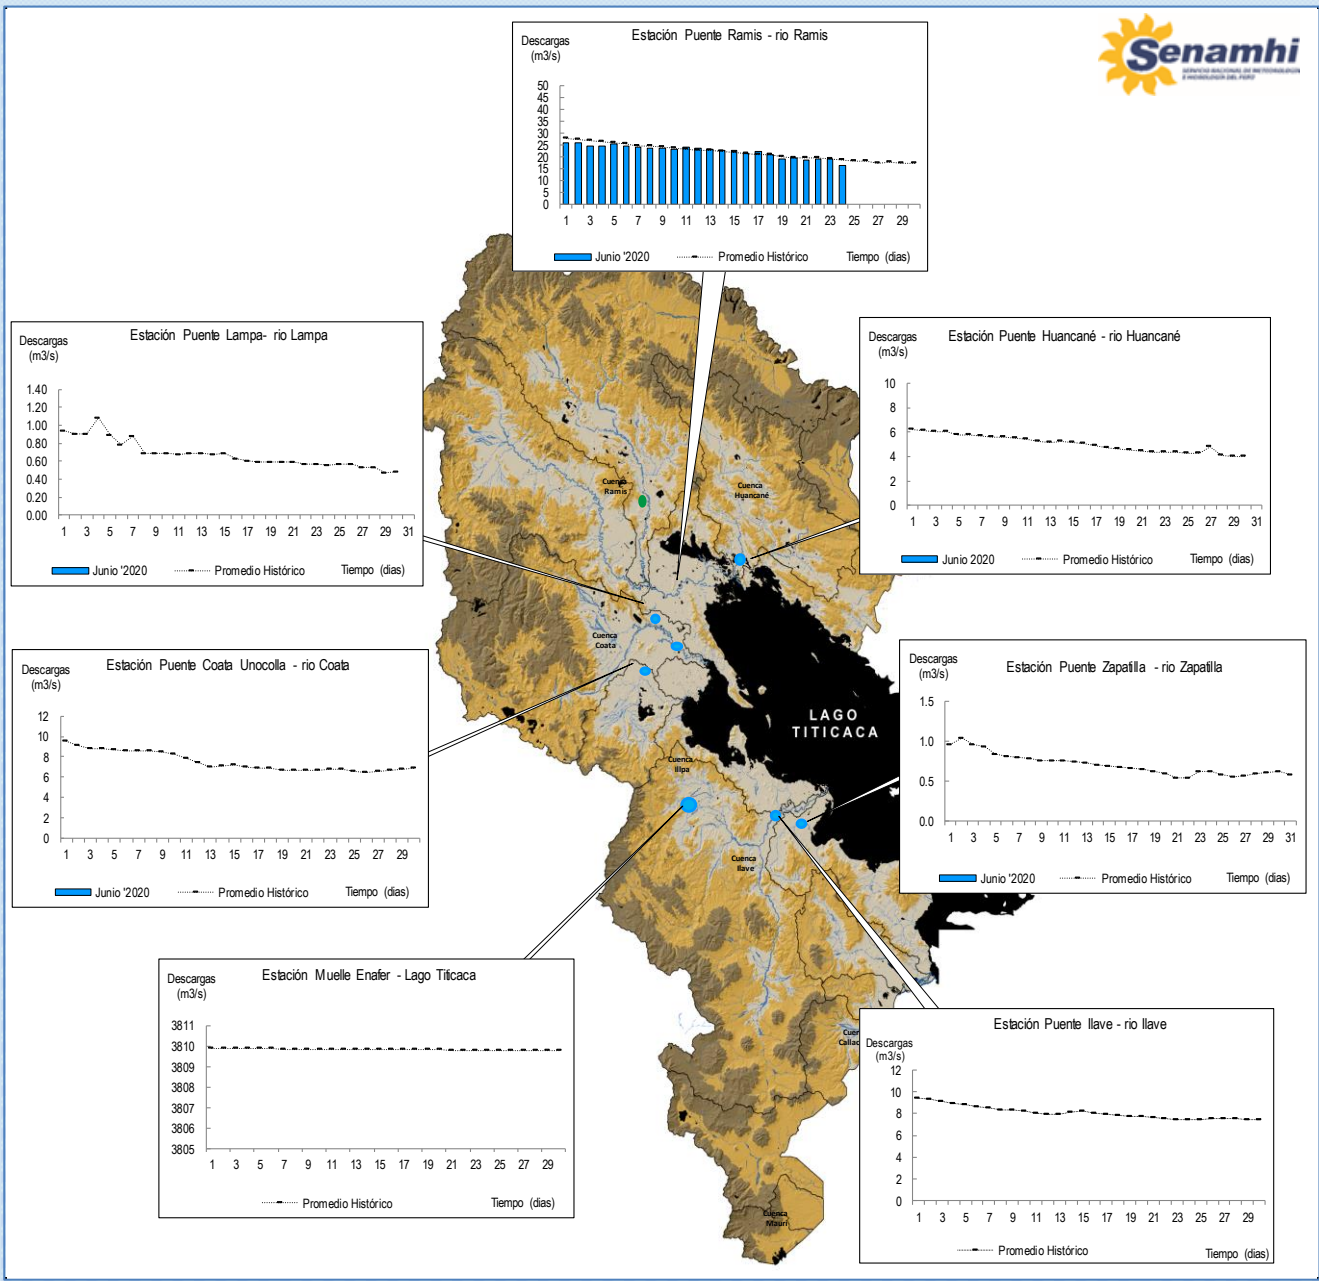 Senamhi
SERVICIO NACIONAL DE METEOROLOGIA
E HIDROLOGIA DEL PERÚ
Estación Puente Ramis - rio Ramis
Descargas
(m3/s)
50
45
40
35
30
25
20
15
10
5
0
1 3 5 7 9 11 13 15 17 19 21 23 25 27 29
Junio '2020 Promedio Histórico Tiempo (dias)
Estación Puente Lampa- rio Lampa
Descargas
(m3/s)
1.40
1.20
1.00
0.80
0.60
0.40
0.20
0.00
1 3 5 7 9 11 13 15 17 19 21 23 25 27 29 31
Junio '2020 Promedio Histórico Tiempo (dias)
Estación Puente Huancané - rio Huancané
Descargas
(m3/s)
10
8
6
4
2
0
1 3 5 7 9 11 13 15 17 19 21 23 25 27 29 31
Junio 2020 Promedio Histórico Tiempo (dias)
Cuenca
Ramis
Cuenca
Huancané
Cuenca
Coata
LAGO
TITICACA
Cuenca
Illpa
Cuenca
Ilave
Cuenca
Mauri
Estación Puente Coata Unocolla - rio Coata
Descargas
(m3/s)
12
10
8
6
4
2
0
1 3 5 7 9 11 13 15 17 19 21 23 25 27 29
Junio '2020 Promedio Histórico Tiempo (dias)
Estación Puente Zapatilla - rio Zapatilla
Descargas
(m3/s)
1.5
1.0
0.5
0.0
1 3 5 7 9 11 13 15 17 19 21 23 25 27 29 31
Junio '2020 Promedio Histórico Tiempo (dias)
Estación Muelle Enafer - Lago Titicaca
Descargas
(m3/s)
3811
3810
3809
3808
3807
3806
3805
1 3 5 7 9 11 13 15 17 19 21 23 25 27 29
Promedio Histórico Tiempo (dias)
Estación Puente Ilave - rio Ilave
Descargas
(m3/s)
12
10
8
6
4
2
0
1 3 5 7 9 11 13 15 17 19 21 23 25 27 29
Promedio Histórico Tiempo (dias)